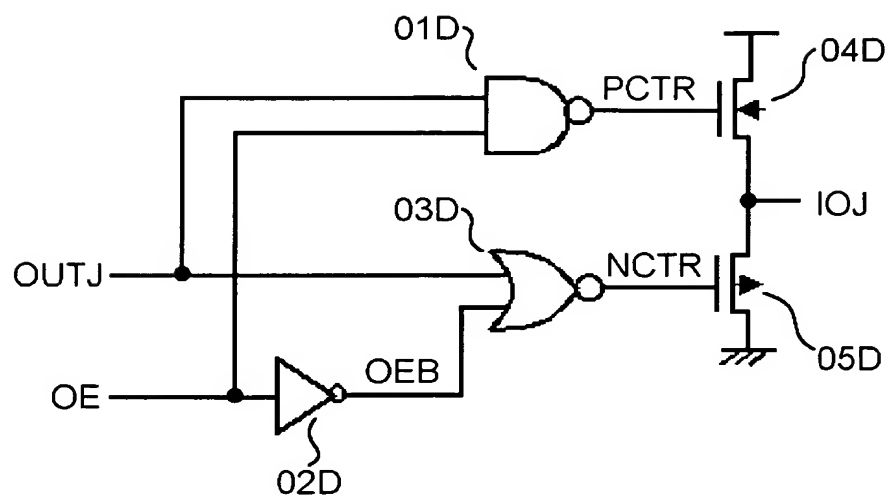 01D
PCTR
04D
03D
IOJ
OUTJ
NCTR
OEB
05D
OE
02D